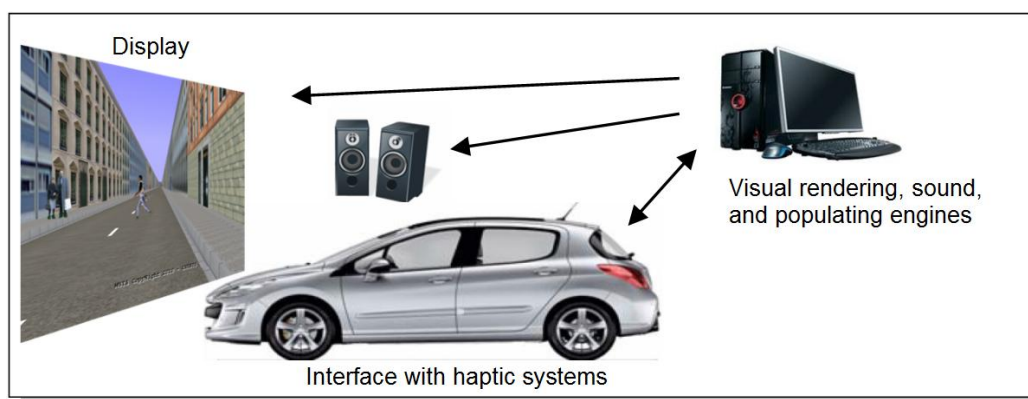 Display
Visual rendering, sound,
and populating engines
Interface with haptic systems